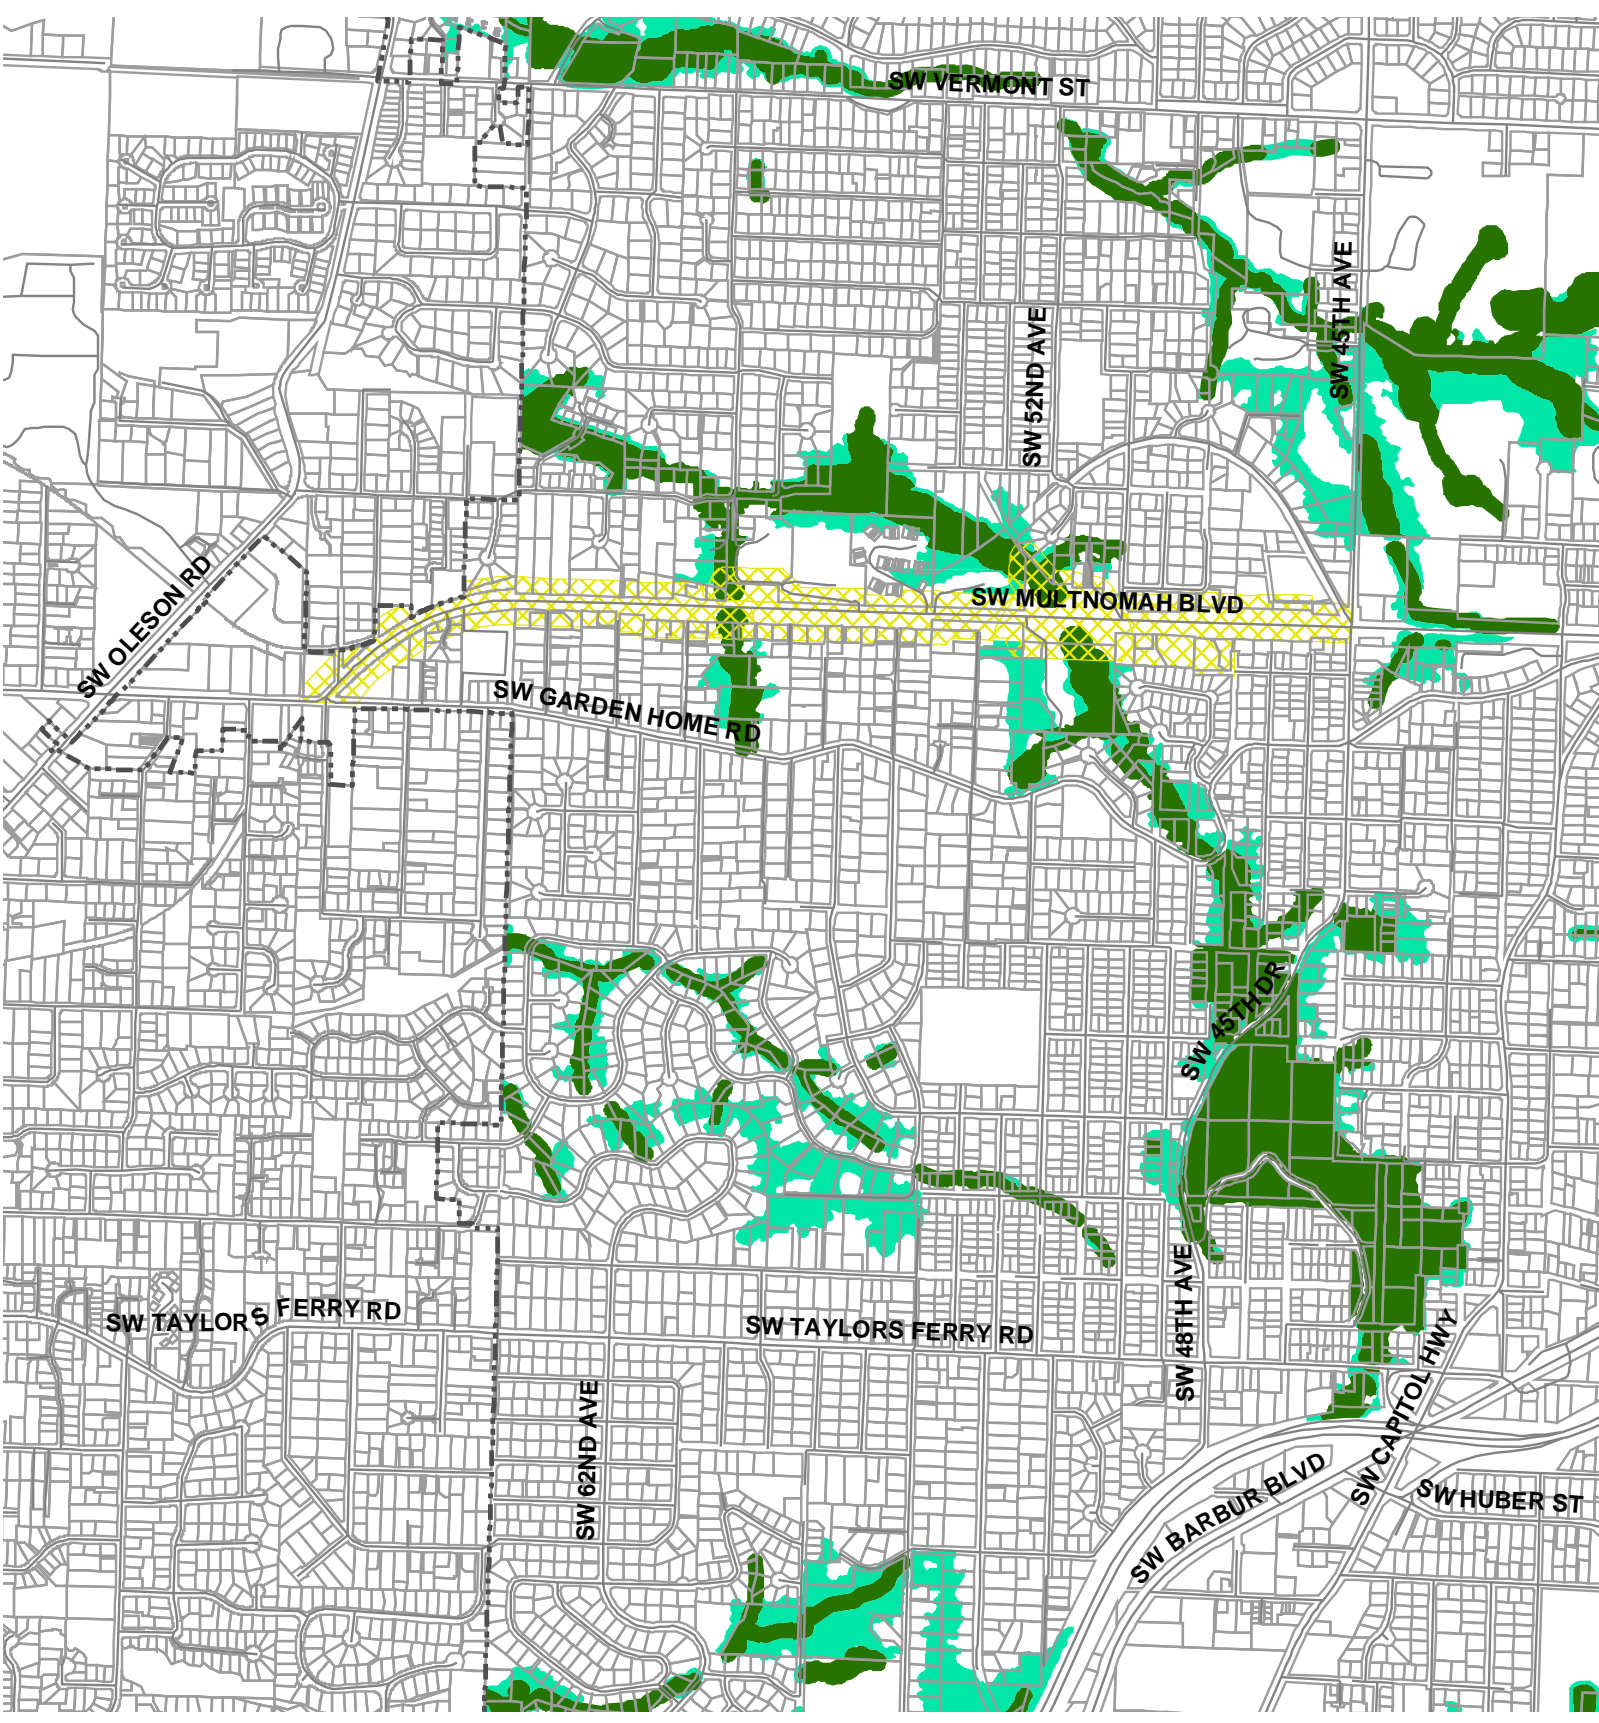 SW VERMONT ST
SW 45TH AVE
SW 52ND AVE
SW OLESON RD
SW MULTNOMAH BLVD
SW GARDEN HOME RD
SW 45TH DR
SW TAYLORS FERRY RD
SW TAYLORS FERRY RD
SW 48TH AVE
SW CAPITOL HWY
SW 62ND AVE
SW BARBUR BLVD
SW HUBER ST